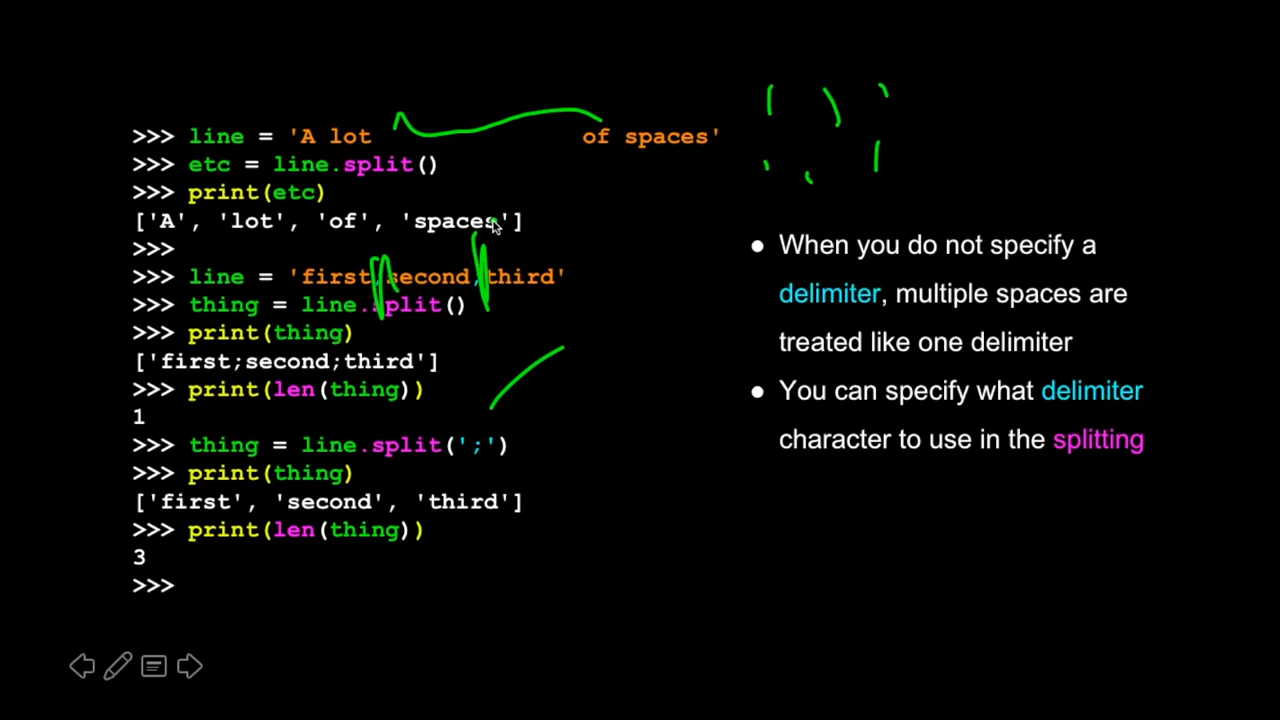 >>> line = 'A lot               of spaces'
>>> etc = line.split()
>>> print(etc)
['A', 'lot', 'of', 'spaces']
>>>
>>> line = 'first;second;third'
>>> thing = line.split()
>>> print(thing)
['first;second;third']
>>> print(len(thing))
1
>>> thing = line.split(';')
>>> print(thing)
['first', 'second', 'third']
>>> print(len(thing))
3
>>>
● When you do not specify a
delimiter, multiple spaces are
treated like one delimiter
● You can specify what delimiter
character to use in the splitting